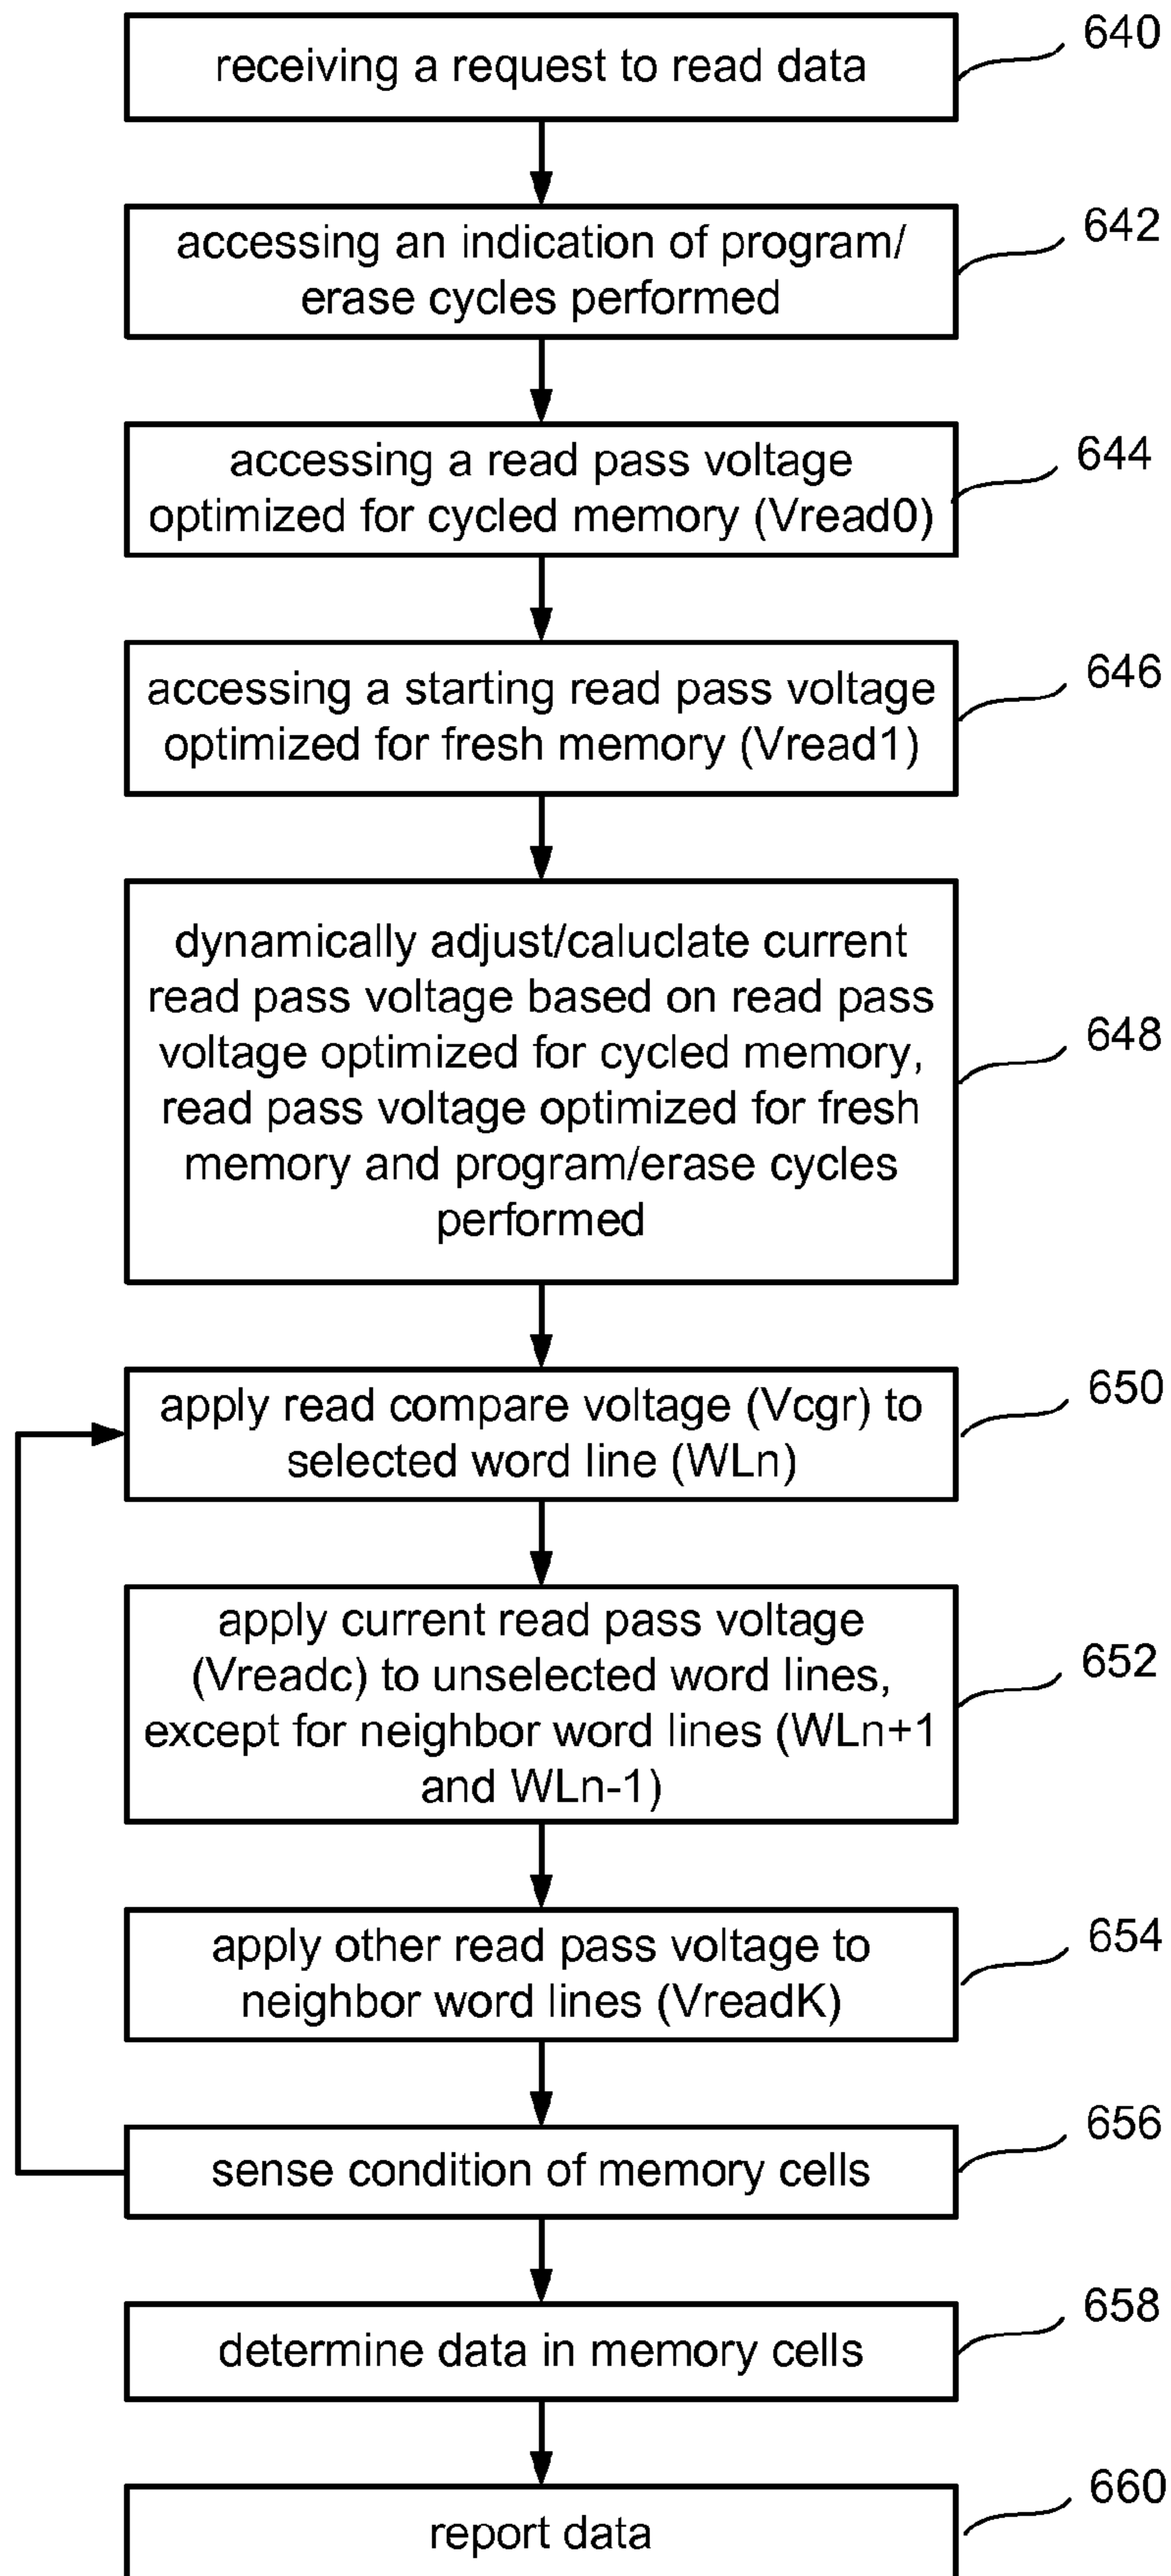 receiving a request to read data
640
accessing an indication of program/
erase cycles performed
642
accessing a read pass voltage
optimized for cycled memory (Vread0)
644
accessing a starting read pass voltage
optimized for fresh memory (Vread1)
646
dynamically adjust/caluclate current
read pass voltage based on read pass
voltage optimized for cycled memory,
read pass voltage optimized for fresh
memory and program/erase cycles
performed
648
apply read compare voltage (Vcgr) to
selected word line (WLn)
650
apply current read pass voltage
(Vreadc) to unselected word lines,
except for neighbor word lines (WLn+1
and WLn-1)
652
apply other read pass voltage to
neighbor word lines (VreadK)
654
sense condition of memory cells
656
determine data in memory cells
658
report data
660